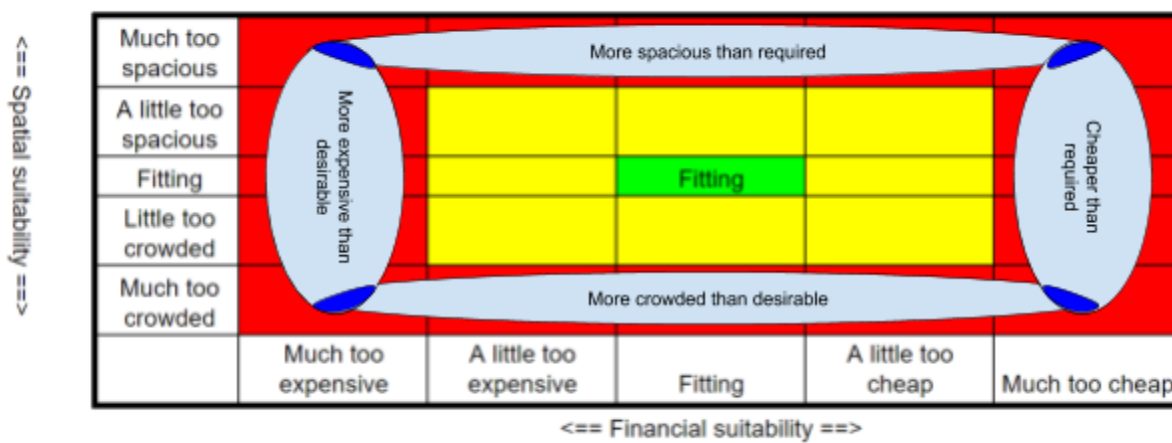 <== Spatial suitability ==>
Much too
spacious
More spacious than required
A little too
spacious
More expensive than
desirable
Cheaper than
required
Fitting
Fitting
Little too
crowded
Much too
crowded
More crowded than desirable
Much too
expensive
A little too
expensive
Fitting
A little too
cheap
Much too cheap
<== Financial suitability ==>